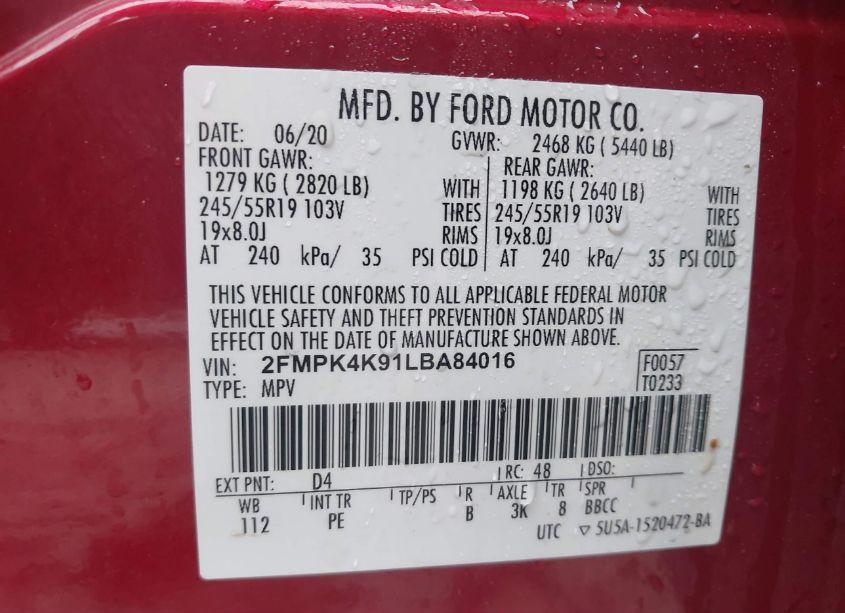 MFD. BY FORD MOTOR CO.
DATE: 06/20 GVWR: 2468 KG ( 5440 LB)
FRONT GAWR: REAR GAWR:
1279 KG ( 2820 LB) WITH 1198 KG ( 2640 LB) WITH
245/55R19 103V TIRES 245/55R19 103V TIRES
19x8.0J RIMS 19x8.0J RIMS
AT 240 kPa/ 35 PSI COLD AT 240 kPa/ 35 PSI COLD
THIS VEHICLE CONFORMS TO ALL APPLICABLE FEDERAL MOTOR
VEHICLE SAFETY AND THEFT PREVENTION STANDARDS IN
EFFECT ON THE DATE OF MANUFACTURE SHOWN ABOVE.
VIN: 2FMPK4K91LBA84016 F0057
TYPE: MPV T0233
EXT PNT: D4 RC: 48 DSO:
WB INT TR TP/PS R AXLE TR SPR
112 PE B 3K 8 BBCC
UTC ▽ 5U5A-1520472-BA